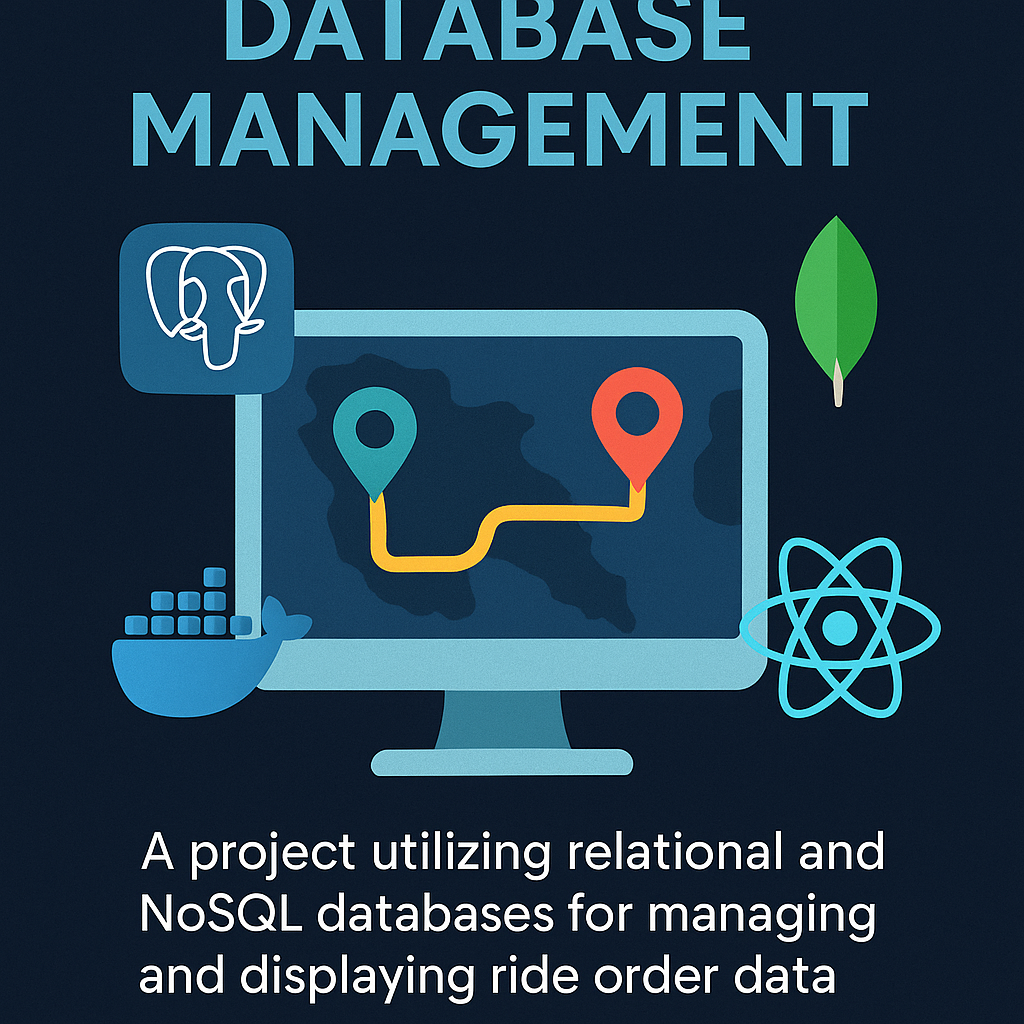 DATABASE
MANAGEMENT
A project utilizing relational and
NoSQL databases for managing
and displaying ride order data